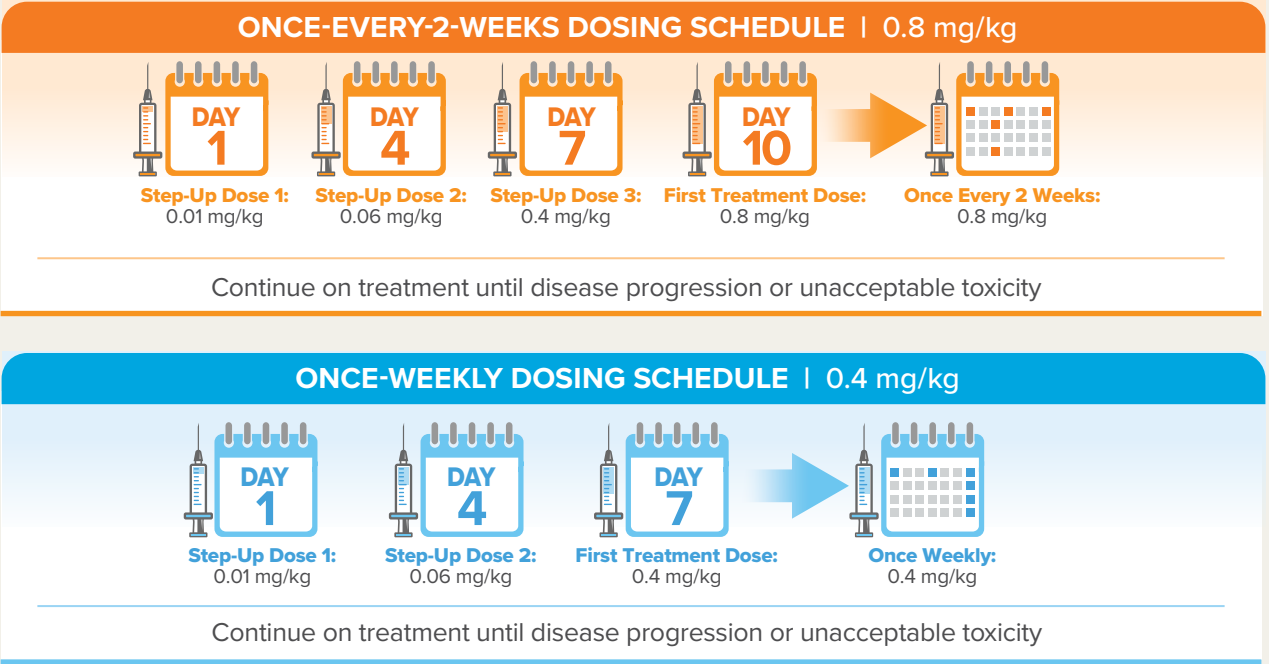 ONCE-EVERY-2-WEEKS DOSING SCHEDULE | 0.8 mg/kg
DAY
1
DAY
4
DAY
7
DAY
10
Step-Up Dose 1:
0.01 mg/kg
Step-Up Dose 2:
0.06 mg/kg
Step-Up Dose 3:
0.4 mg/kg
First Treatment Dose:
0.8 mg/kg
Once Every 2 Weeks:
0.8 mg/kg
Continue on treatment until disease progression or unacceptable toxicity
ONCE-WEEKLY DOSING SCHEDULE | 0.4 mg/kg
DAY
1
DAY
4
DAY
7
Step-Up Dose 1:
0.01 mg/kg
Step-Up Dose 2:
0.06 mg/kg
First Treatment Dose:
0.4 mg/kg
Once Weekly:
0.4 mg/kg
Continue on treatment until disease progression or unacceptable toxicity